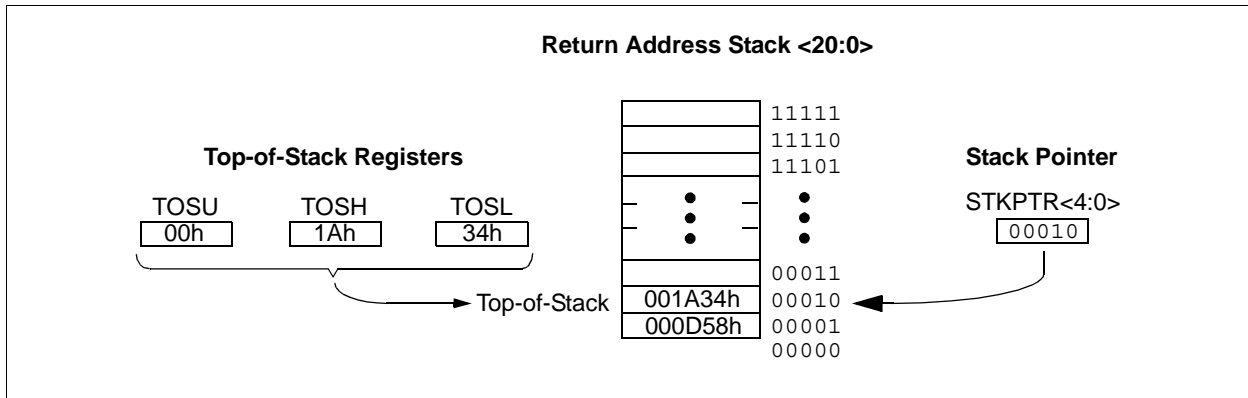 Return Address Stack <20:0>
Top-of-Stack Registers
TOSU TOSH TOSL
00h 1Ah 34h
11111
11110
11101
Stack Pointer
STKPTR<4:0>
00010
00011
Top-of-Stack 001A34h 00010
000D58h 00001
00000